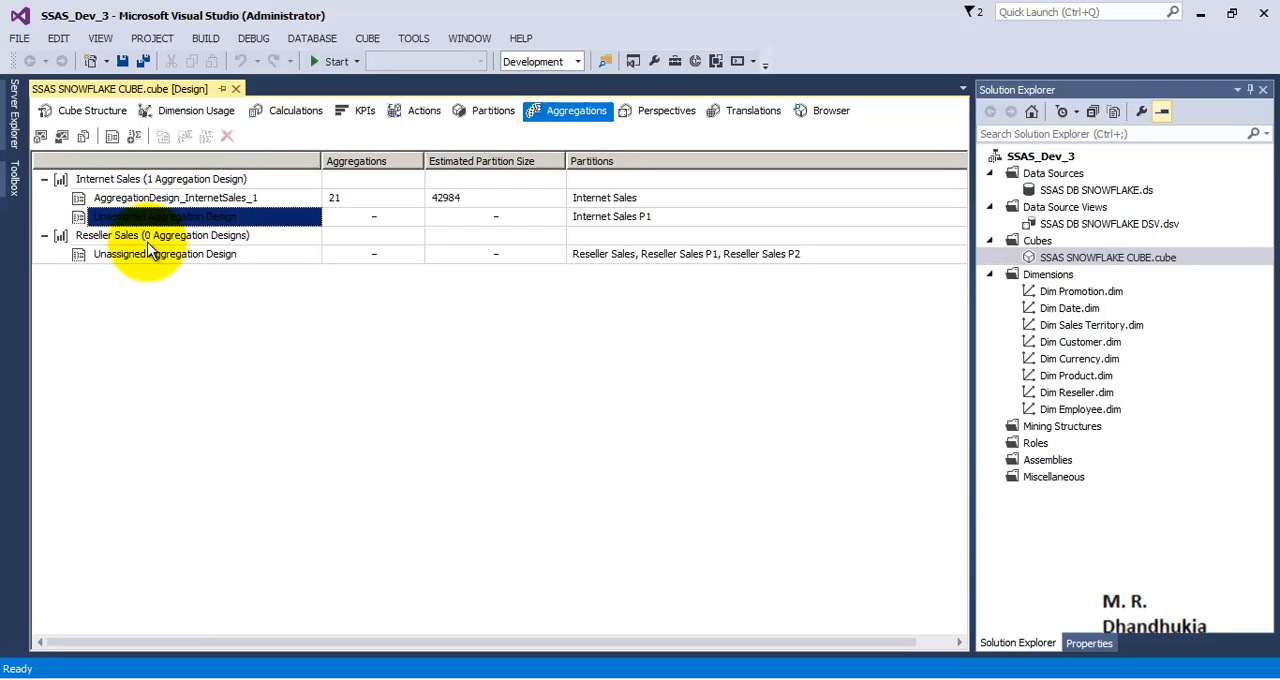 SSAS_Dev_3 - Microsoft Visual Studio (Administrator)
2
Quick Launch (Ctrl+Q)
FILE EDIT VIEW PROJECT BUILD DEBUG DATABASE CUBE TOOLS WINDOW HELP
Start Development
Server Explorer
Toolbox
SSAS SNOWFLAKE CUBE.cube [Design]
Cube Structure Dimension Usage Calculations KPIs Actions Partitions Aggregations Perspectives Translations Browser
Aggregations Estimated Partition Size Partitions
Internet Sales (1 Aggregation Design)
AggregationDesign_InternetSales_1 21 42984 Internet Sales
Unassigned Aggregation Design – – Internet Sales P1
Reseller Sales (0 Aggregation Designs)
Unassigned Aggregation Design – – Reseller Sales, Reseller Sales P1, Reseller Sales P2
Solution Explorer
Search Solution Explorer (Ctrl+;)
SSAS_Dev_3
Data Sources
SSAS DB SNOWFLAKE.ds
Data Source Views
SSAS DB SNOWFLAKE DSV.dsv
Cubes
SSAS SNOWFLAKE CUBE.cube
Dimensions
Dim Promotion.dim
Dim Date.dim
Dim Sales Territory.dim
Dim Customer.dim
Dim Currency.dim
Dim Product.dim
Dim Reseller.dim
Dim Employee.dim
Mining Structures
Roles
Assemblies
Miscellaneous
M. R.
Dhandhukia
Solution Explorer Properties
Ready